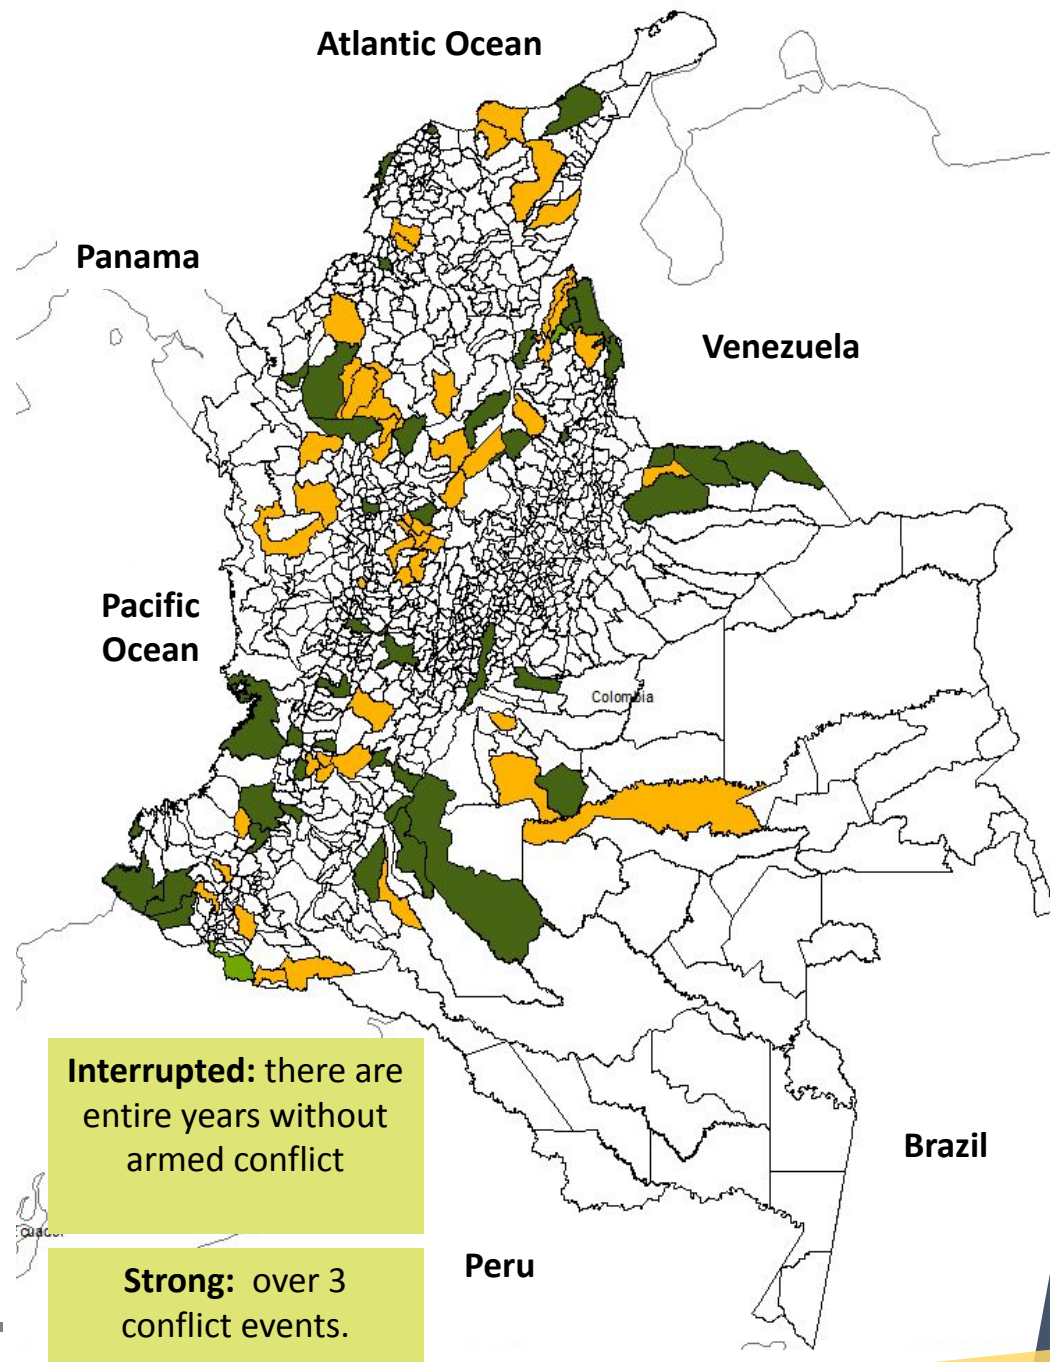 Atlantic Ocean
Panama
Venezuela
Pacific
Ocean
Colombia
Interrupted: there are
entire years without
armed conflict
Brazil
Strong: over 3
conflict events.
Peru